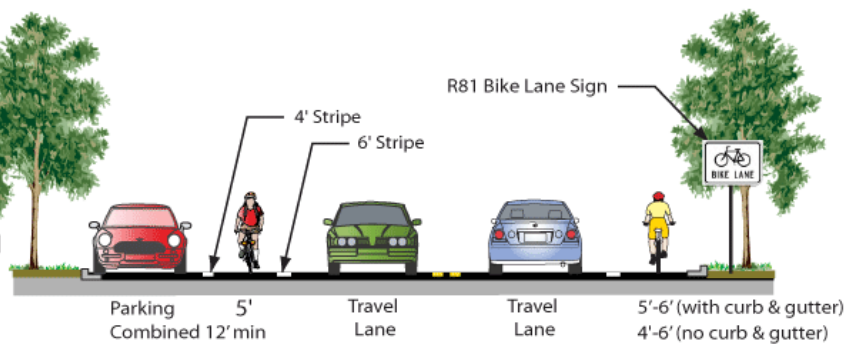 R81 Bike Lane Sign
4' Stripe
6' Stripe
BIKE LANE
Parking
Combined 12' min
5'
Travel
Lane
Travel
Lane
5'-6' (with curb & gutter)
4'-6' (no curb & gutter)